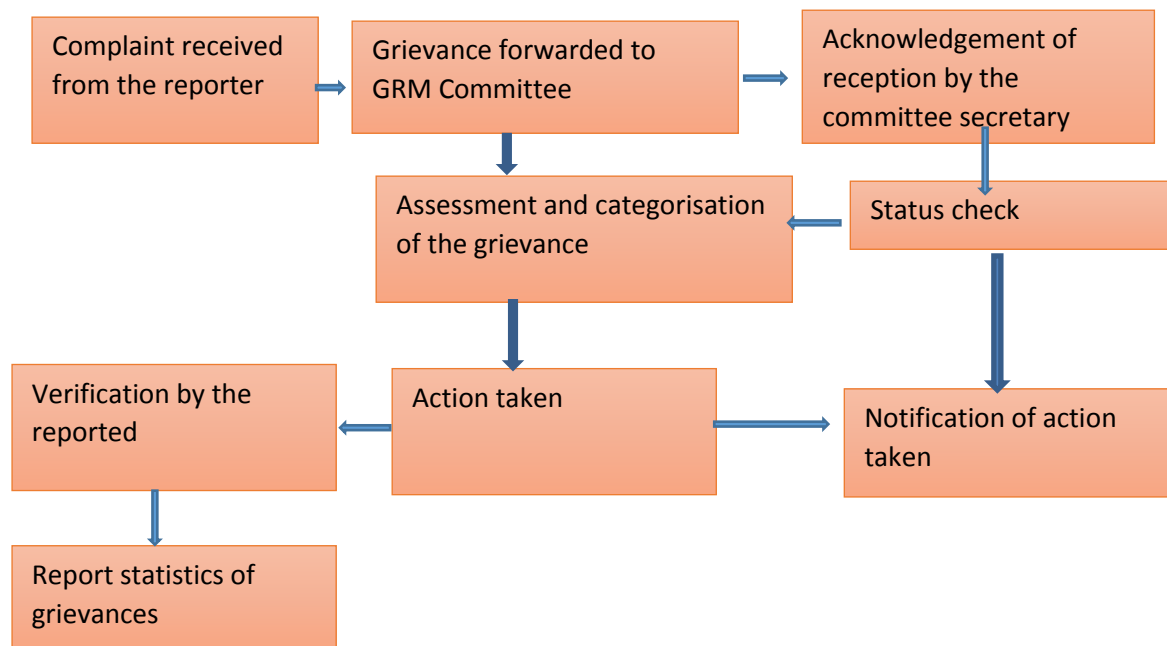 Complaint received
from the reporter
Grievance forwarded to
GRM Committee
Acknowledgement of
reception by the
committee secretary
Assessment and categorisation
of the grievance
Status check
Verification by the
reported
Action taken
Notification of action
taken
Report statistics of
grievances